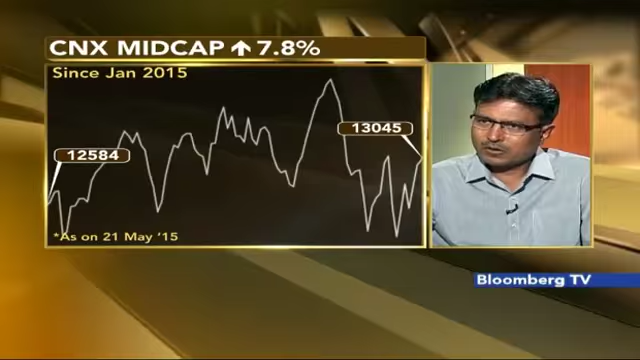 CNX MIDCAP ↑ 7.8%
Since Jan 2015
13045
12584
*As on 21 May '15
Bloomberg TV